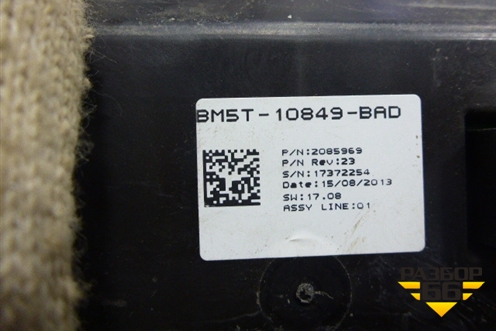 BM5T-10849-BAD
P/N:2085969
P/N Rev:23
S/N:17372254
Date:15/08/2013
SW:17.08
ASSY LINE:01
РАЗБОР
66